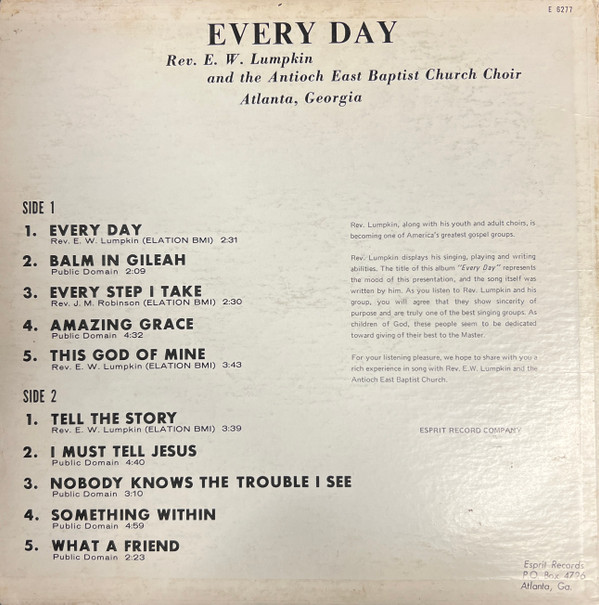 E 6277
EVERY DAY
Rev. E. W. Lumpkin
and the Antioch East Baptist Church Choir
Atlanta, Georgia
SIDE 1
1. EVERY DAY
Rev. E. W. Lumpkin (ELATION BMI) 2:31
2. BALM IN GILEAH
Public Domain 2:09
3. EVERY STEP I TAKE
Rev. J. M. Robinson (ELATION BMI) 2:30
4. AMAZING GRACE
Public Domain 4:32
5. THIS GOD OF MINE
Rev. E. W. Lumpkin (ELATION BMI) 3:43
SIDE 2
1. TELL THE STORY
Rev. E. W. Lumpkin (ELATION BMI) 3:39
2. I MUST TELL JESUS
Public Domain 4:40
3. NOBODY KNOWS THE TROUBLE I SEE
Public Domain 3:10
4. SOMETHING WITHIN
Public Domain 4:59
5. WHAT A FRIEND
Public Domain 2:23
Rev. Lumpkin, along with his youth and adult choirs, is
becoming one of America's greatest gospel groups.
Rev. Lumpkin displays his singing, playing and writing
abilities. The title of this album "Every Day" represents
the mood of this presentation, and the song itself was
written by him. As you listen to Rev. Lumpkin and his
group, you will agree that they show sincerity of
purpose and are truly one of the best singing groups. As
children of God, these people seem to be dedicated
toward giving of their best to the Master.
For your listening pleasure, we hope to share with you a
rich experience in song with Rev. E.W. Lumpkin and the
Antioch East Baptist Church.
ESPRIT RECORD COMPANY
Esprit Records
P.O. Box 4726
Atlanta, Ga.